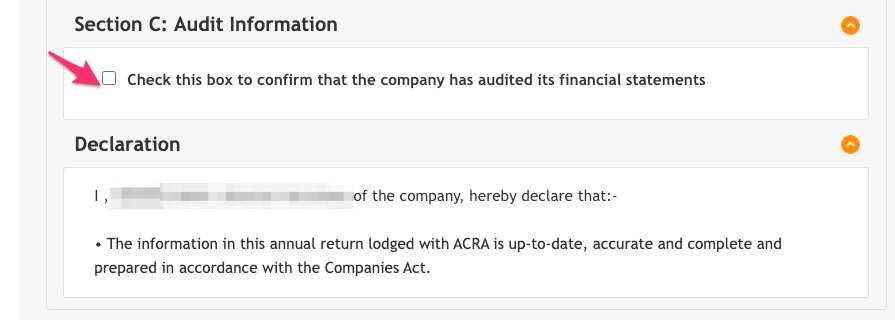 Section C: Audit Information
Check this box to confirm that the company has audited its financial statements
Declaration
I , of the company, hereby declare that:-
• The information in this annual return lodged with ACRA is up-to-date, accurate and complete and
prepared in accordance with the Companies Act.